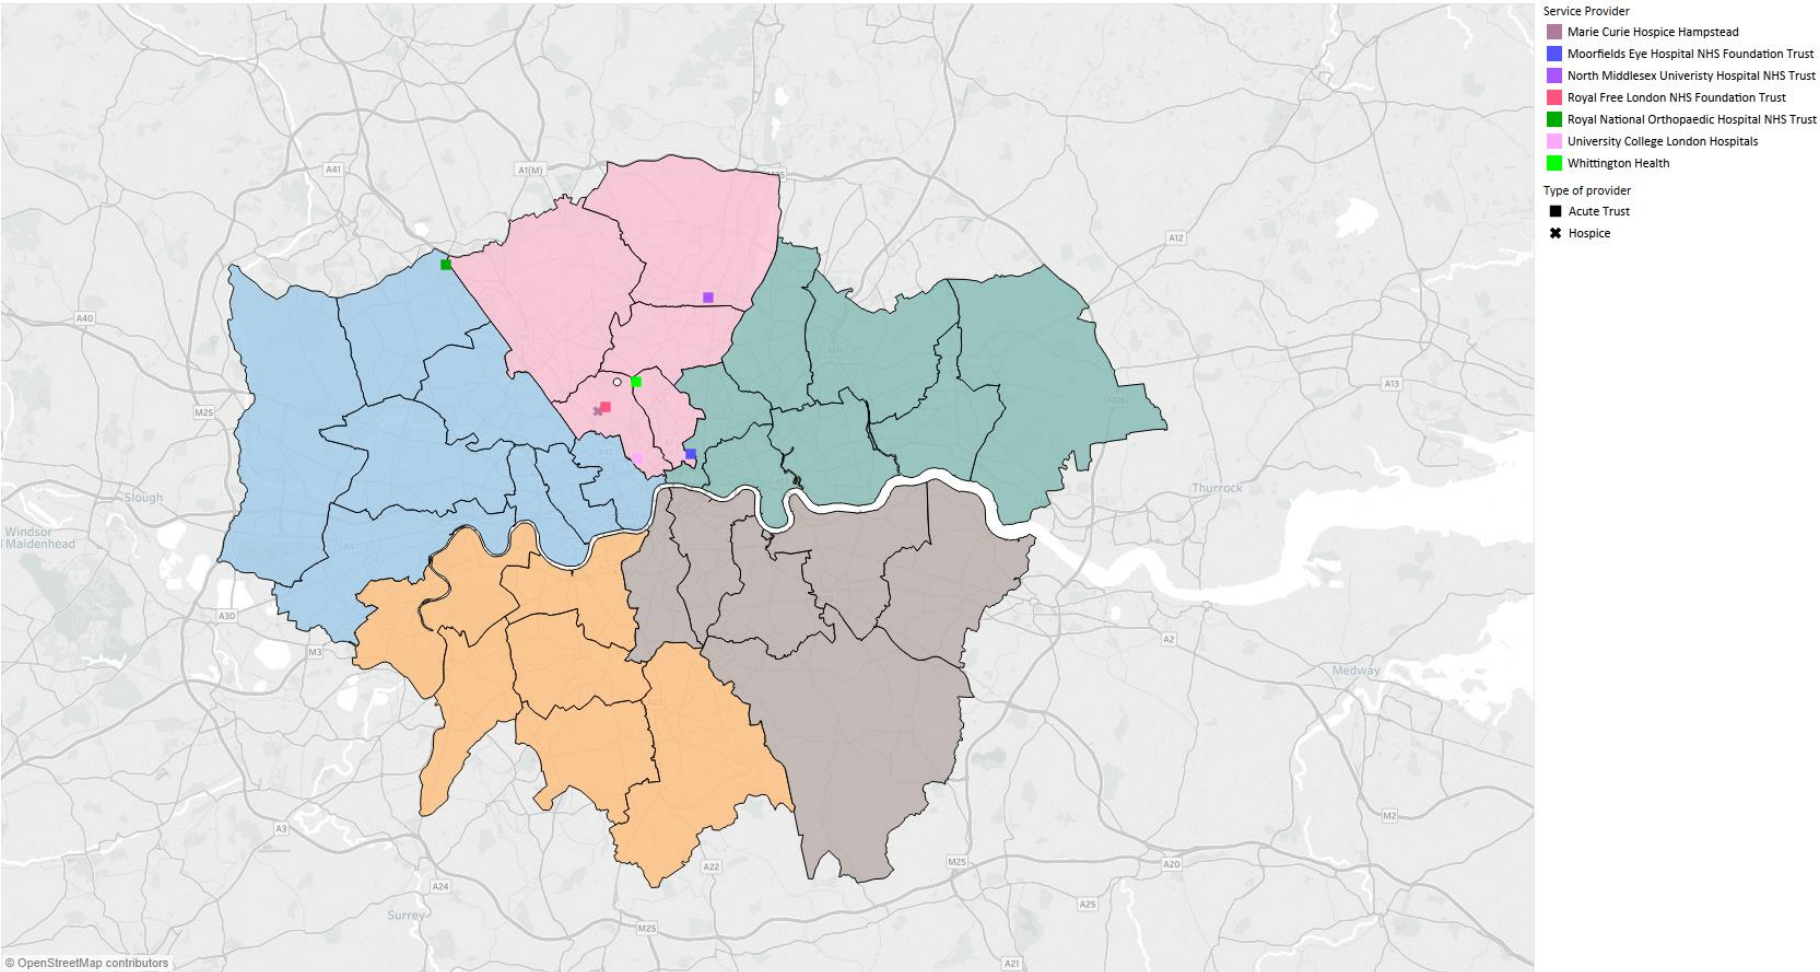 Service Provider
Marie Curie Hospice Hampstead
Moorfields Eye Hospital NHS Foundation Trust
North Middlesex Univeristy Hospital NHS Trust
Royal Free London NHS Foundation Trust
Royal National Orthopaedic Hospital NHS Trust
University College London Hospitals
Whittington Health
Type of provider
Acute Trust
Hospice
A41
A1(M)
A12
A40
M25
A13
Slough
Thurrock
Windsor
Maidenhead
A30
M3
A2
Medway
A3
M2
A22
M25
A20
A24
A25
Surrey
M25
A21
© OpenStreetMap contributors